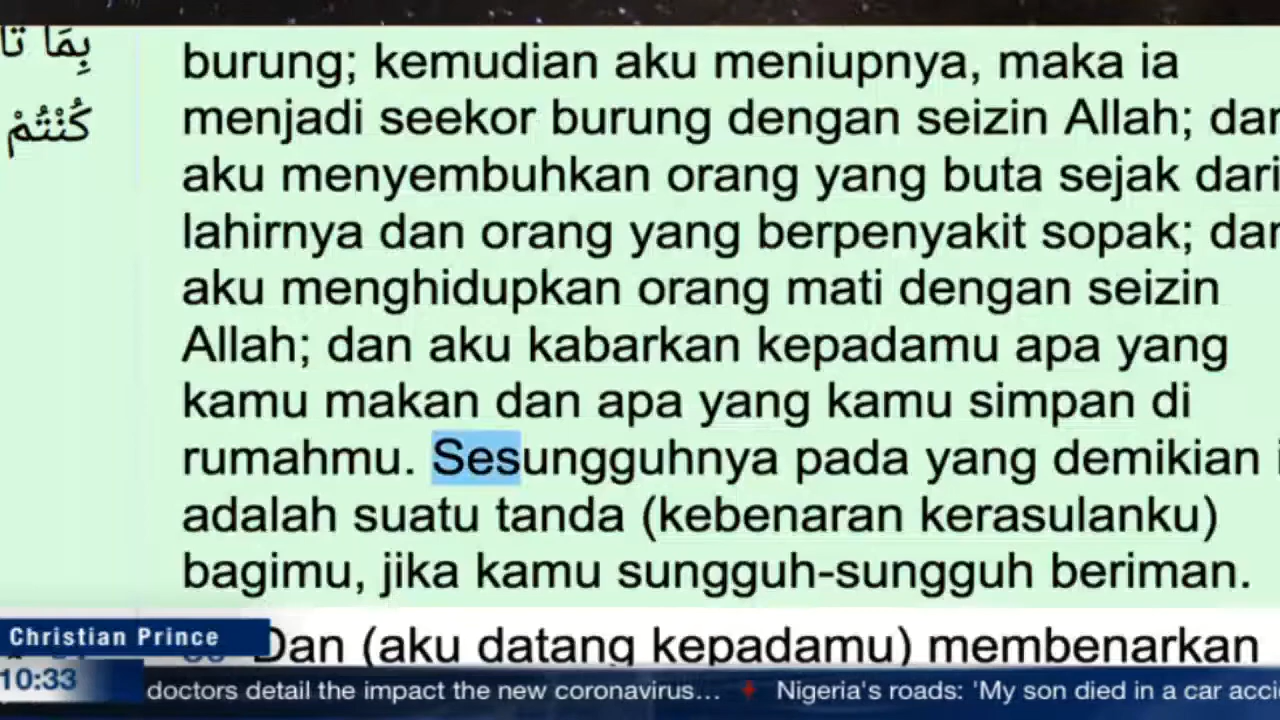 بِمَا
كُنْتُمْ
burung; kemudian aku meniupnya, maka ia
menjadi seekor burung dengan seizin Allah; dan
aku menyembuhkan orang yang buta sejak dari
lahirnya dan orang yang berpenyakit sopak; dan
aku menghidupkan orang mati dengan seizin
Allah; dan aku kabarkan kepadamu apa yang
kamu makan dan apa yang kamu simpan di
rumahmu. Sesungguhnya pada yang demikian
adalah suatu tanda (kebenaran kerasulanku)
bagimu, jika kamu sungguh-sungguh beriman.
Dan (aku datang kepadamu) membenarkan
Christian Prince
10:33
doctors detail the impact the new coronavirus... Nigeria's roads: 'My son died in a car